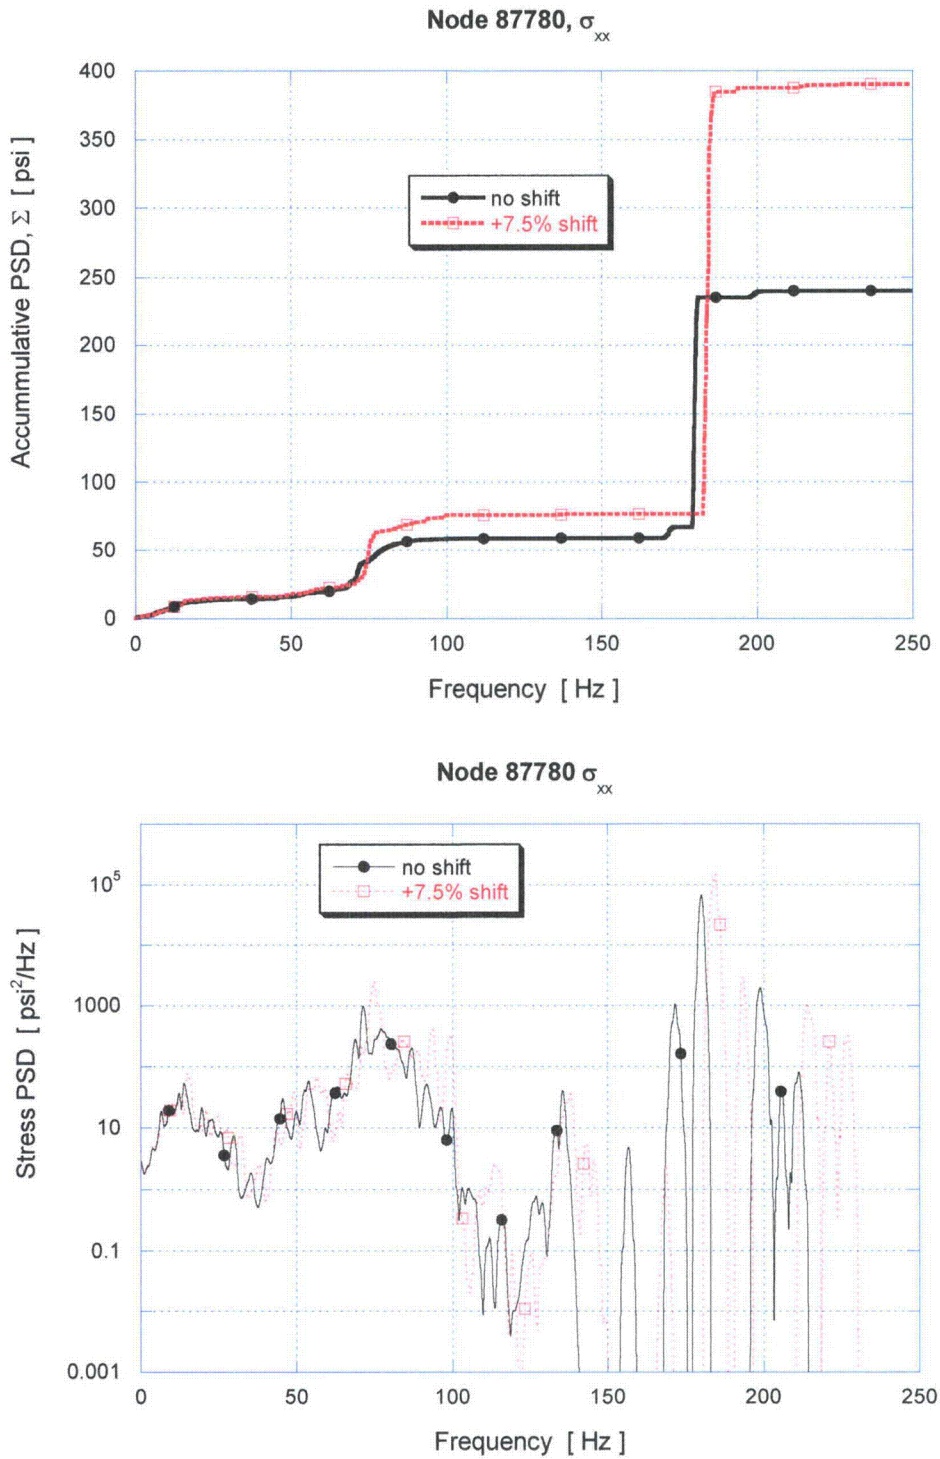 Node 87780, σxx
Accummulative PSD, Σ [ psi ]
400
350
300
250
200
150
100
50
0
no shift
+7.5% shift
0 50 100 150 200 250
Frequency [ Hz ]
Node 87780 σxx
Stress PSD [ psi²/Hz ]
10⁵
1000
10
0.1
0.001
no shift
+7.5% shift
0 50 100 150 200 250
Frequency [ Hz ]